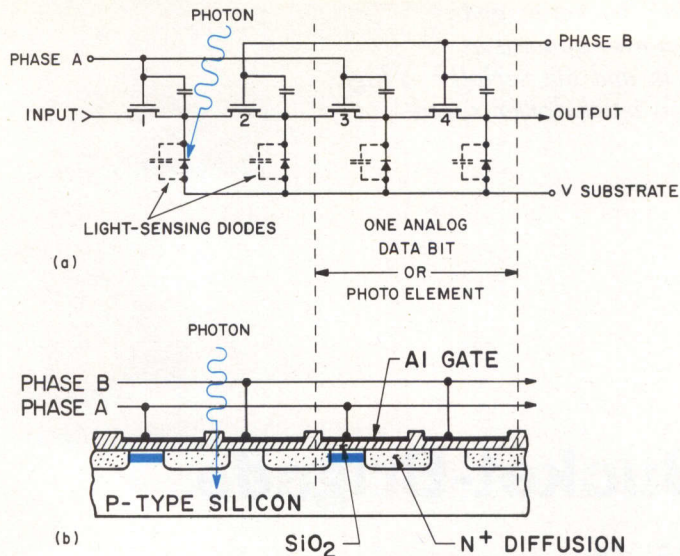 PHOTON
PHASE B
PHASE A
INPUT
1
2
3
4
OUTPUT
V SUBSTRATE
LIGHT-SENSING DIODES
ONE ANALOG
DATA BIT
OR
PHOTO ELEMENT
(a)
PHOTON
Al GATE
PHASE B
PHASE A
P-TYPE SILICON
(b)
SiO₂
N⁺ DIFFUSION